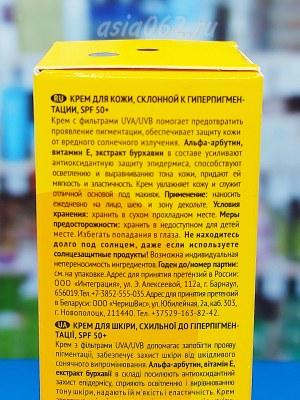 asia062.ru
RU КРЕМ ДЛЯ КОЖИ, СКЛОННОЙ К ГИПЕРПИГМЕН-
ТАЦИИ, SPF 50+
Крем с фильтрами UVA/UVB помогает предотвратить
проявление пигментации, обеспечивает защиту кожи
от вредного солнечного излучения. Альфа-арбутин,
витамин Е, экстракт бурхавии в составе усиливают
антиоксидантную защиту эпидермиса, способствуют
осветлению и выравниванию тона кожи, придают ей
мягкость и эластичность. Крем увлажняет кожу и служит
отличной основой под макияж. Применение: наносить
ежедневно на лицо, шею и зону декольте. Условия
хранения: хранить в сухом прохладном месте. Меры
предосторожности: хранить в недоступном для детей
месте. Избегать попадания в глаза. Не находитесь
долго под солнцем, даже если используете
солнцезащитные продукты! Возможна индивидуальная
непереносимость ингредиентов. Годен до/номер партии:
см. на упаковке. Адрес для принятия претензий в России:
ООО "Интеграция", ул. Э. Алексеевой, 112а, г. Барнаул,
656019. Тел.+7-3852-555-035. Адрес для принятия претензий
в Беларуси: ООО "ЧеришВис", ул. Юбилейная, 2а, каб. 303,
г. Новополоцк, 211440, Тел. +37529-163-82-42.
UA КРЕМ ДЛЯ ШКІРИ, СХИЛЬНОЇ ДО ГІПЕРПІГМЕН-
ТАЦІЇ, SPF 50+
Крем з фільтрами UVA/UVB допомагає запобігти прояву
пігментації, забезпечує захист шкіри від шкідливого
сонячного випромінювання. Альфа-арбутин, вітамін Е,
екстракт бурхавії в складі посилюють антиоксидантний
захист епідермісу, сприяють освітленню і вирівнюванню
тону шкіри, надають їй м'якість і еластичність. Крем